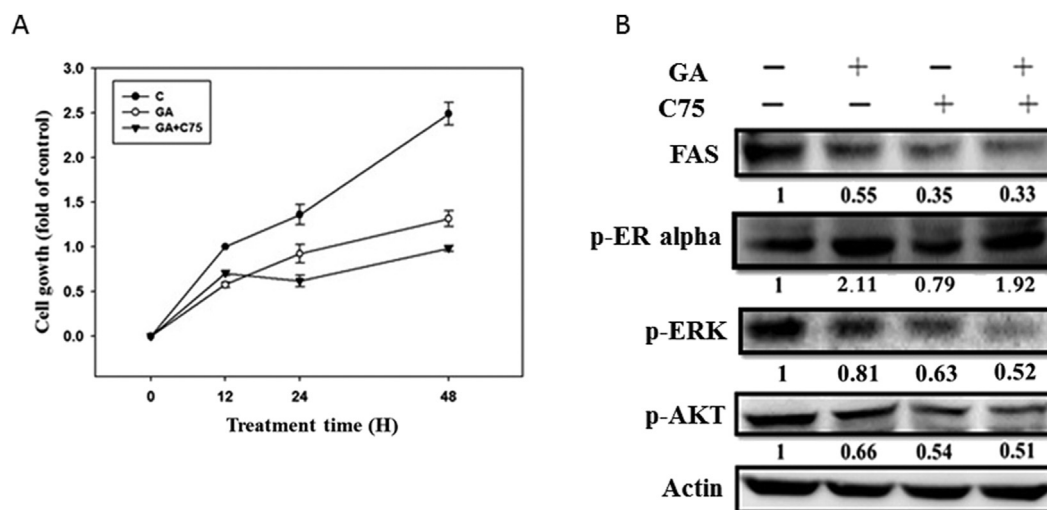 A
3.0
2.5
2.0
1.5
1.0
0.5
0.0
Cell gowth (fold of control)
C
GA
GA+C75
0 12 24 48
Treatment time (H)
B
GA − + − +
C75 − − + +
FAS
1 0.55 0.35 0.33
p-ER alpha
1 2.11 0.79 1.92
p-ERK
1 0.81 0.63 0.52
p-AKT
1 0.66 0.54 0.51
Actin